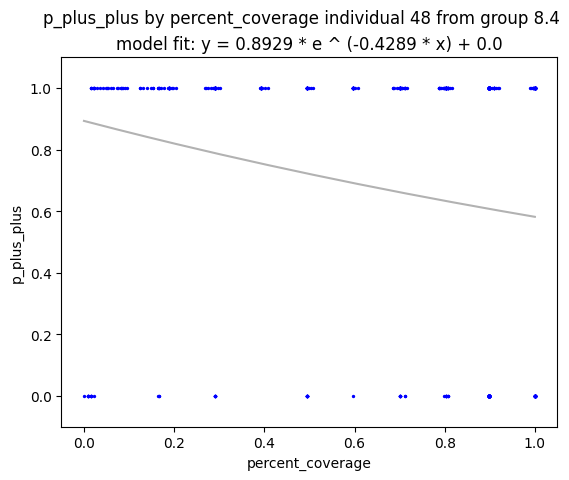 p_plus_plus by percent_coverage individual 48 from group 8.4
model fit: y = 0.8929 * e ^ (-0.4289 * x) + 0.0
1.0
0.8
0.6
0.4
0.2
0.0
p_plus_plus
0.0 0.2 0.4 0.6 0.8 1.0
percent_coverage